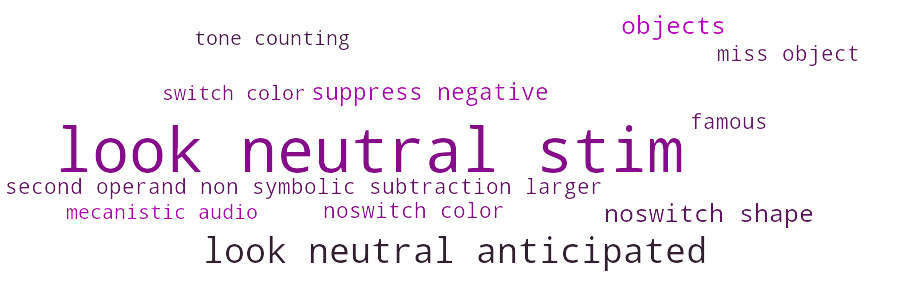 objects
tone counting
miss object
switch color suppress negative
famous
look neutral stim
second operand non symbolic subtraction larger
mecanistic audio
noswitch color
noswitch shape
look neutral anticipated